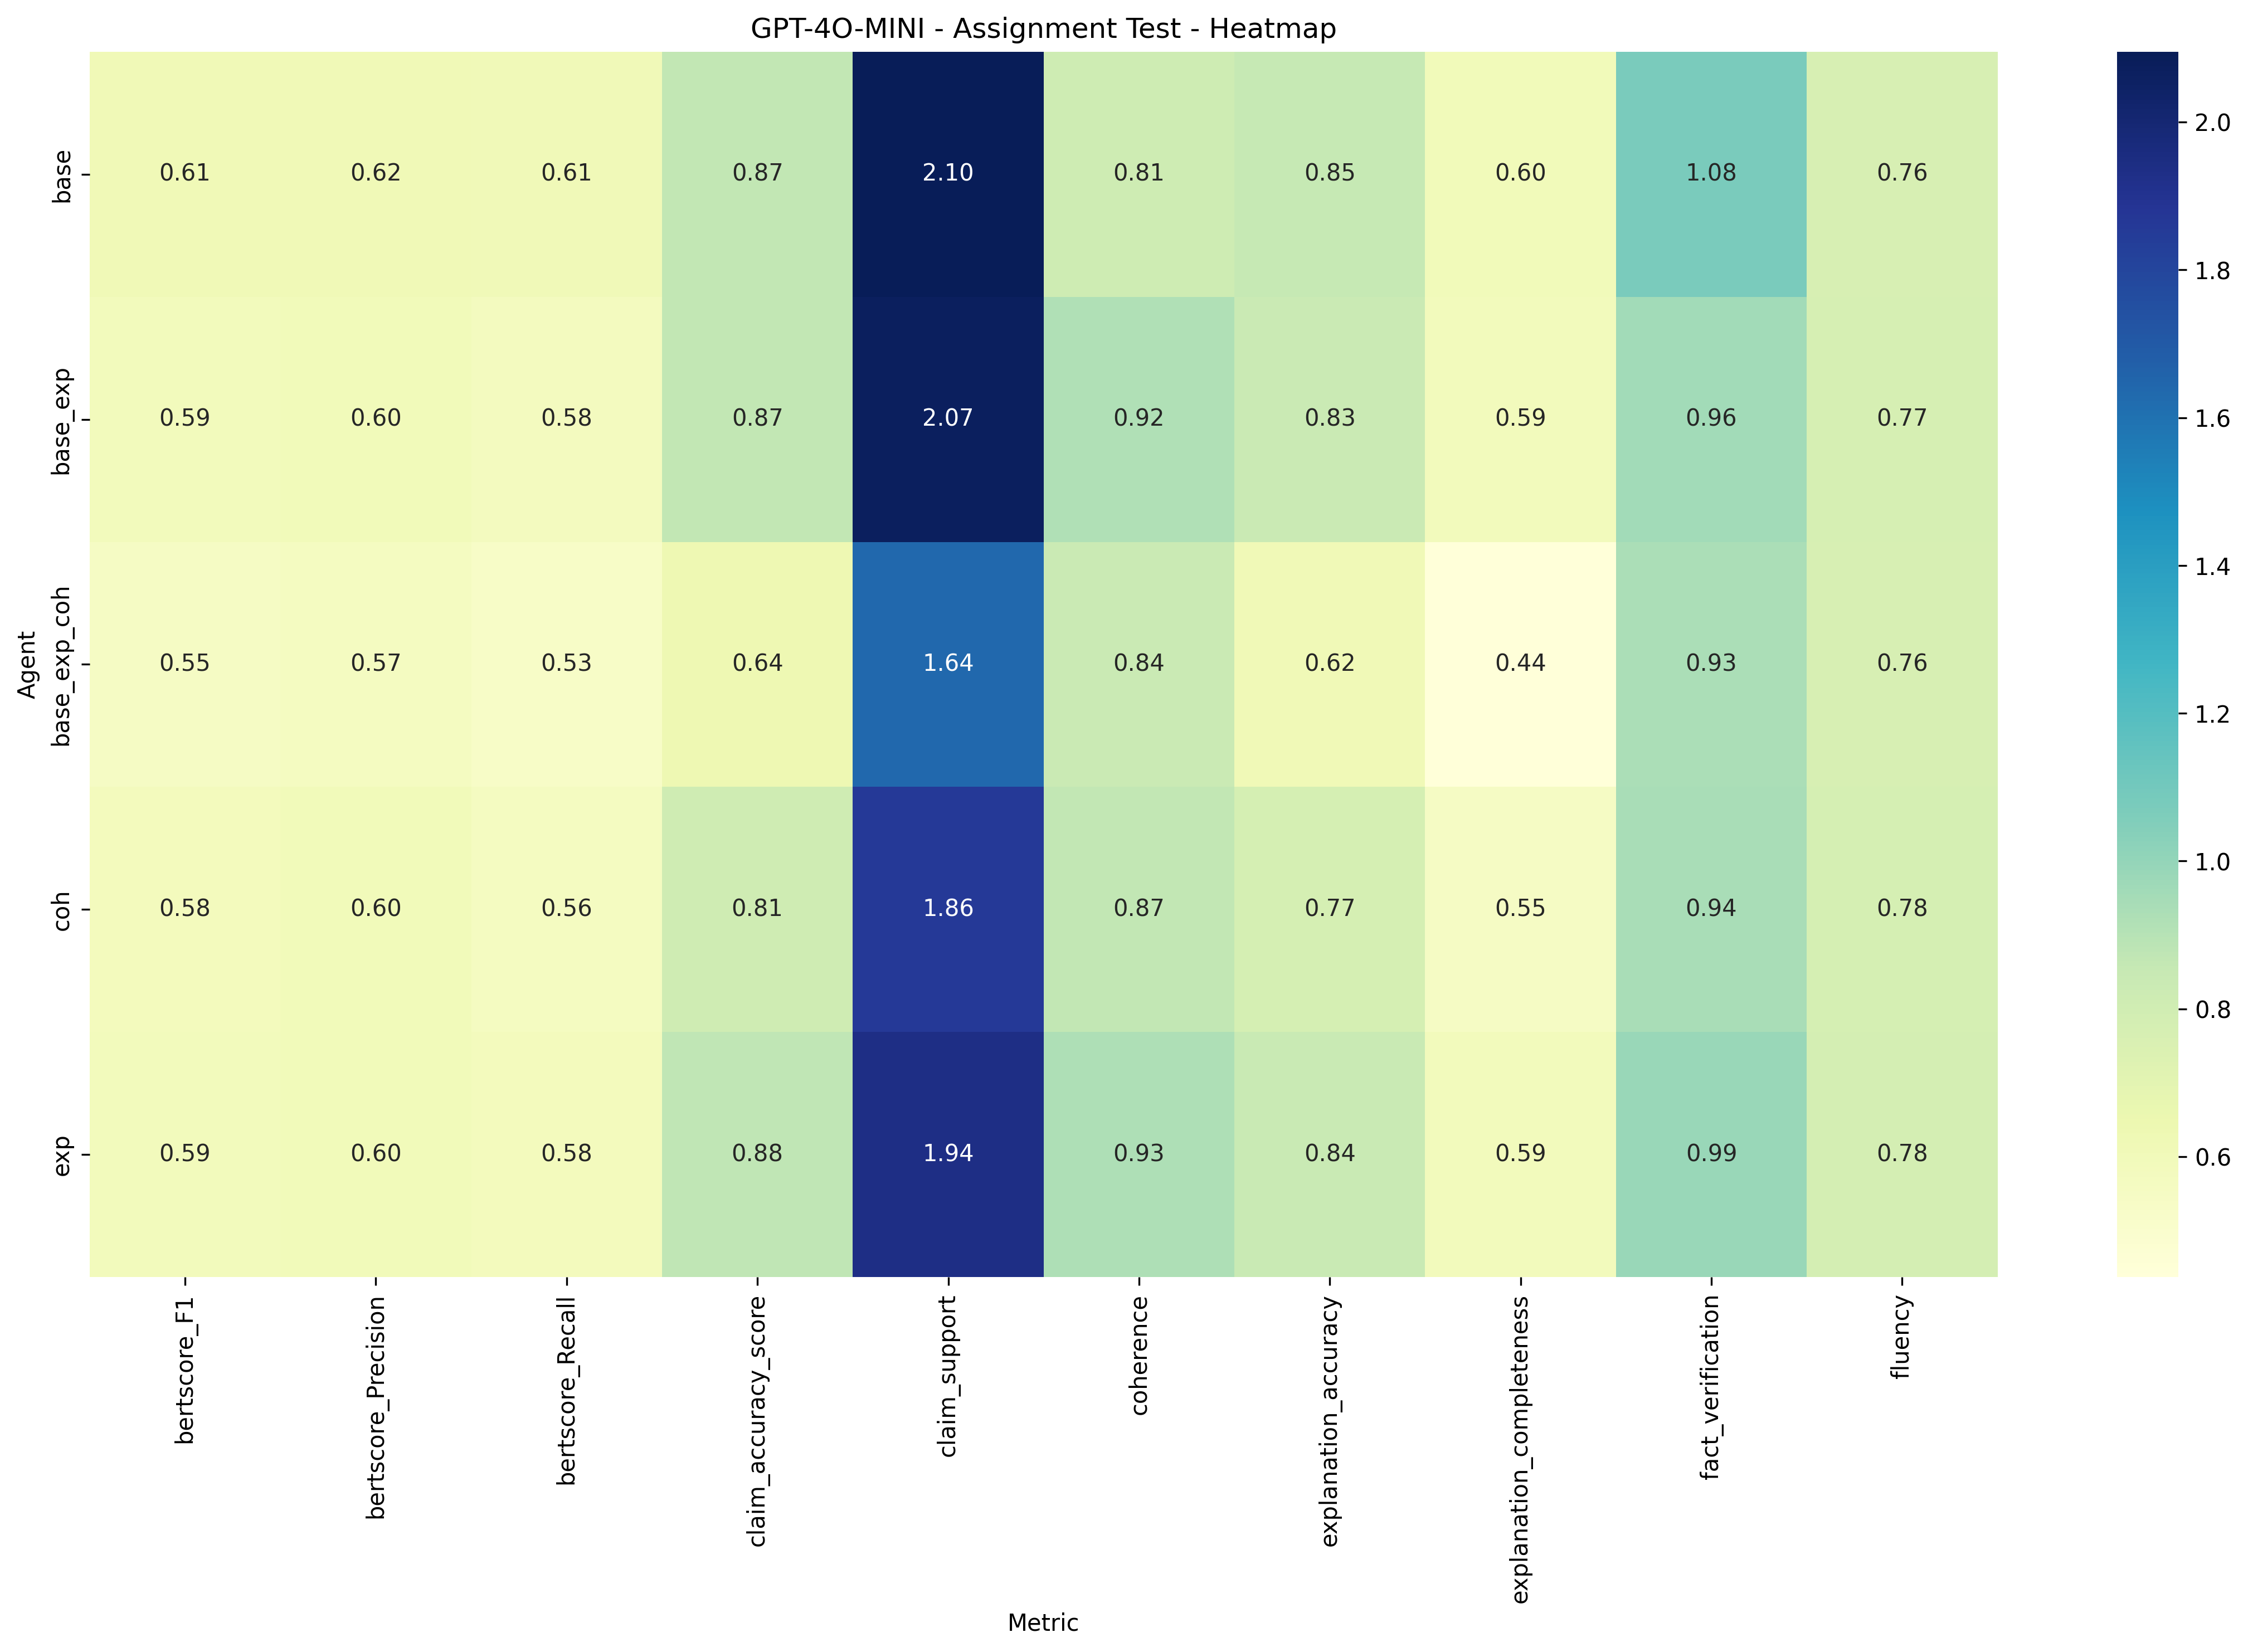 GPT-4O-MINI - Assignment Test - Heatmap
Agent
base
0.61 0.62 0.61 0.87 2.10 0.81 0.85 0.60 1.08 0.76
base_exp
0.59 0.60 0.58 0.87 2.07 0.92 0.83 0.59 0.96 0.77
base_exp_coh
0.55 0.57 0.53 0.64 1.64 0.84 0.62 0.44 0.93 0.76
coh
0.58 0.60 0.56 0.81 1.86 0.87 0.77 0.55 0.94 0.78
exp
0.59 0.60 0.58 0.88 1.94 0.93 0.84 0.59 0.99 0.78
bertscore_F1
bertscore_Precision
bertscore_Recall
claim_accuracy_score
claim_support
coherence
explanation_accuracy
explanation_completeness
fact_verification
fluency
Metric
2.0
1.8
1.6
1.4
1.2
1.0
0.8
0.6